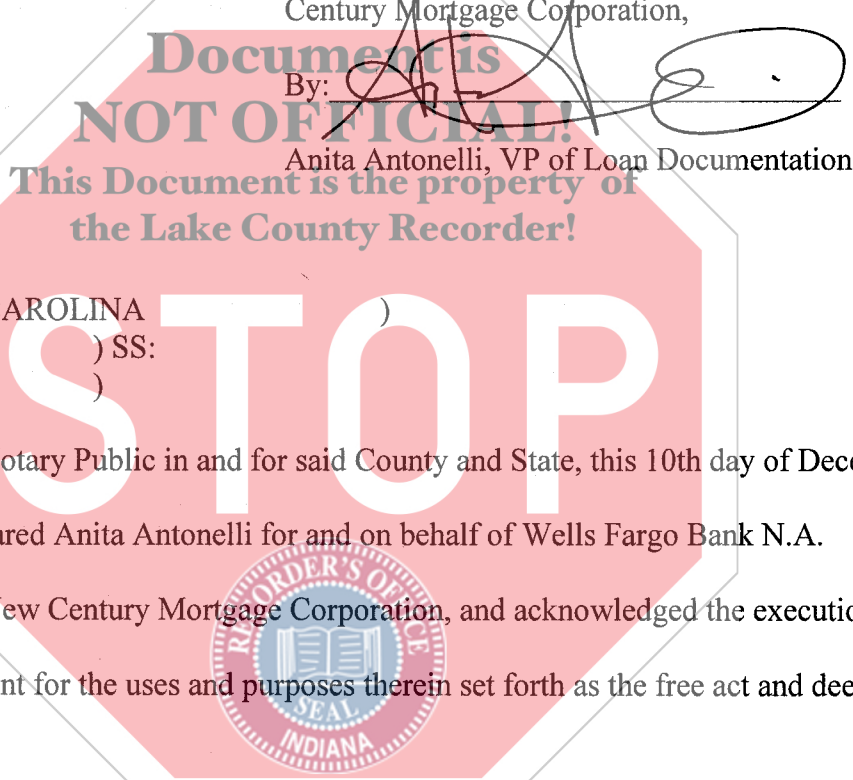 Century Mortgage Corporation,
Document is
By:
NOT OFFICIAL!
Anita Antonelli, VP of Loan Documentation
This Document is the property of
the Lake County Recorder!
AROLINA )
) SS:
)
STOP
otary Public in and for said County and State, this 10th day of Dec
red Anita Antonelli for and on behalf of Wells Fargo Bank N.A.
ew Century Mortgage Corporation, and acknowledged the executio
nt for the uses and purposes therein set forth as the free act and dee
RECORDER'S OFFICE
SEAL
INDIANA